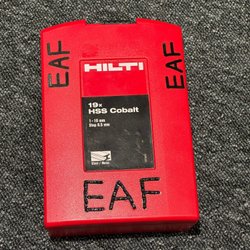 EAF EAF
HILTI
19x
HSS Cobalt
1 - 10 mm
Step 0.5 mm
EAF